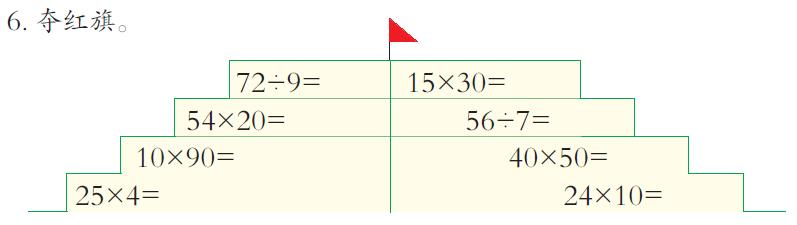 6. 夺红旗。
72÷9= 15×30=
54×20= 56÷7=
10×90= 40×50=
25×4= 24×10=